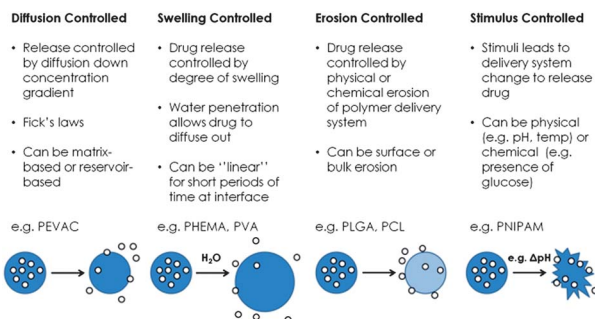 Diffusion Controlled
• Release controlled
by diffusion down
concentration
gradient
• Fick's laws
• Can be matrix-
based or reservoir-
based
e.g. PEVAC
Swelling Controlled
• Drug release
controlled by
degree of swelling
• Water penetration
allows drug to
diffuse out
• Can be ''linear''
for short periods of
time at interface
e.g. PHEMA, PVA
H₂O
Erosion Controlled
• Drug release
controlled by
physical or
chemical erosion
of polymer delivery
system
• Can be surface or
bulk erosion
e.g. PLGA, PCL
Stimulus Controlled
• Stimuli leads to
delivery system
change to release
drug
• Can be physical
(e.g. pH, temp) or
chemical (e.g.
presence of
glucose)
e.g. PNIPAM
e.g. ΔpH